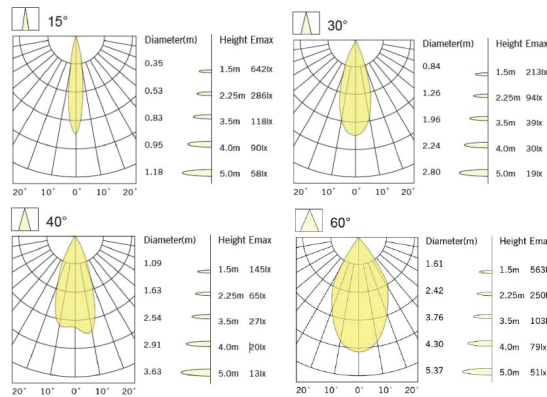 15°
Diameter(m) Height Emax
0.35 1.5m 642lx
0.53 2.25m 286lx
0.83 3.5m 118lx
0.95 4.0m 90lx
1.18 5.0m 58lx
20° 10° 0° 10° 20°
30°
Diameter(m) Height Emax
0.84 1.5m 213lx
1.26 2.25m 94lx
1.96 3.5m 39lx
2.24 4.0m 30lx
2.80 5.0m 19lx
20° 10° 0° 10° 20°
40°
Diameter(m) Height Emax
1.09 1.5m 145lx
1.63 2.25m 65lx
2.54 3.5m 27lx
2.91 4.0m 20lx
3.63 5.0m 13lx
20° 10° 0° 10° 20°
60°
Diameter(m) Height Ema
1.61 1.5m 563l
2.42 2.25m 250l
3.76 3.5m 103l
4.30 4.0m 79lx
5.37 5.0m 51lx
20° 10° 0° 10° 20°